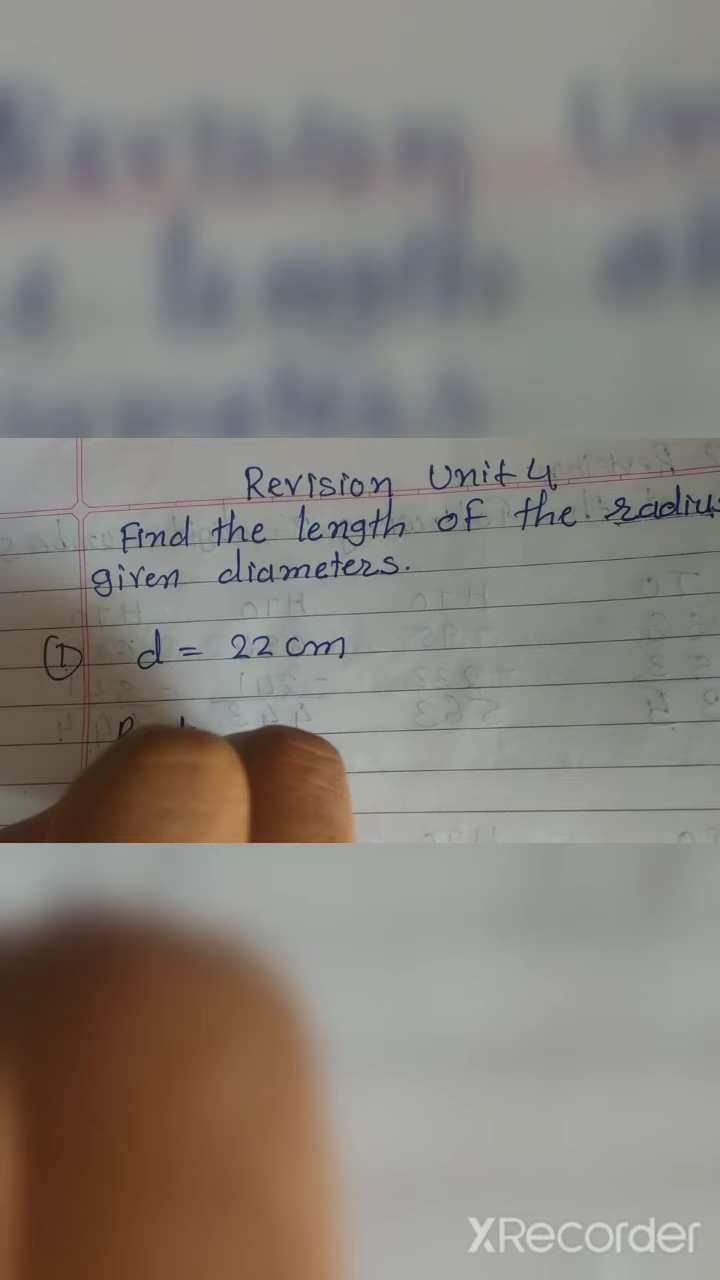 Revision Unit 4
Find the length of the radius
given diameters.
I d = 22 cm
XRecorder